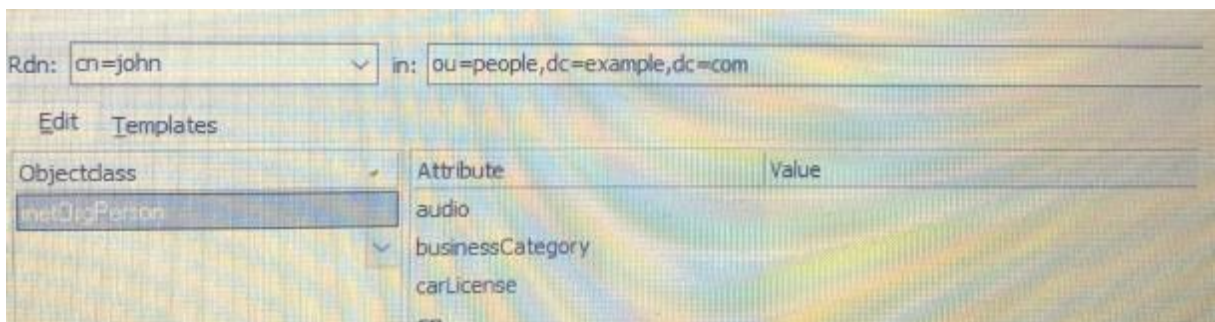 Rdn: cn=john in: ou=people,dc=example,dc=com
Edit Templates
Objectclass Attribute Value
inetOrgPerson audio
businessCategory
carLicense
cn